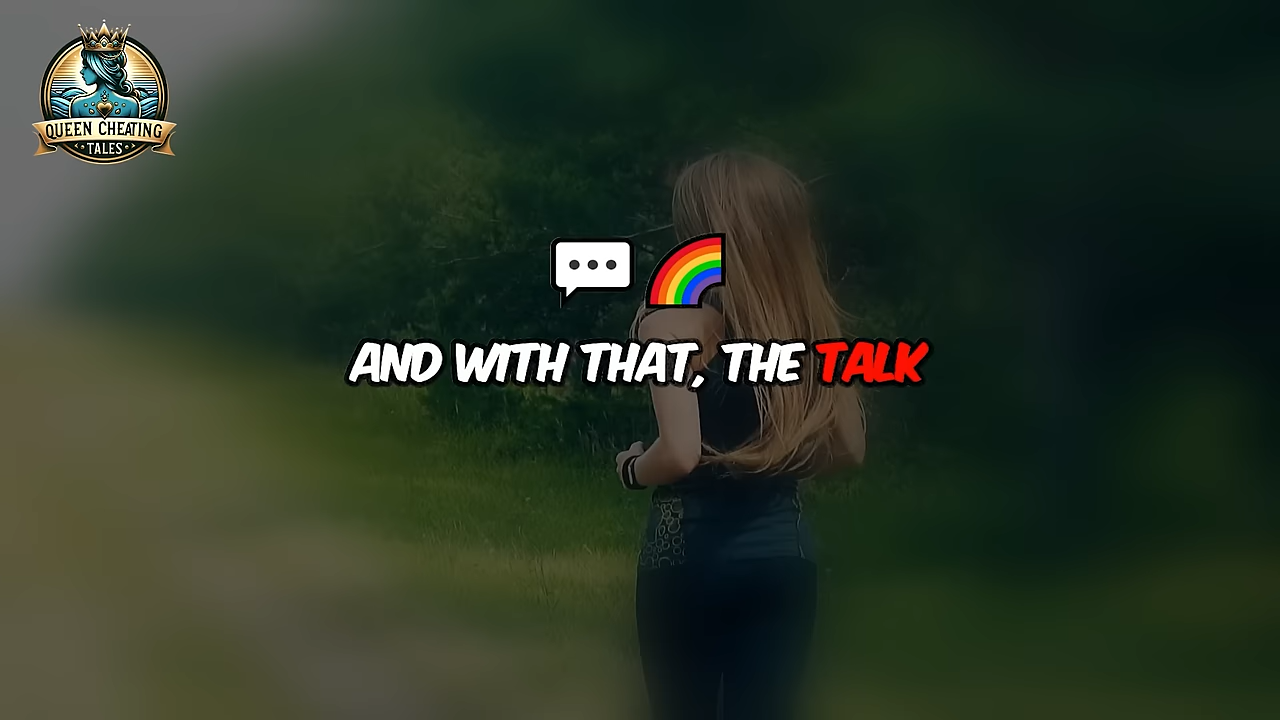 QUEEN CHEATING
TALES
AND WITH THAT, THE TALK